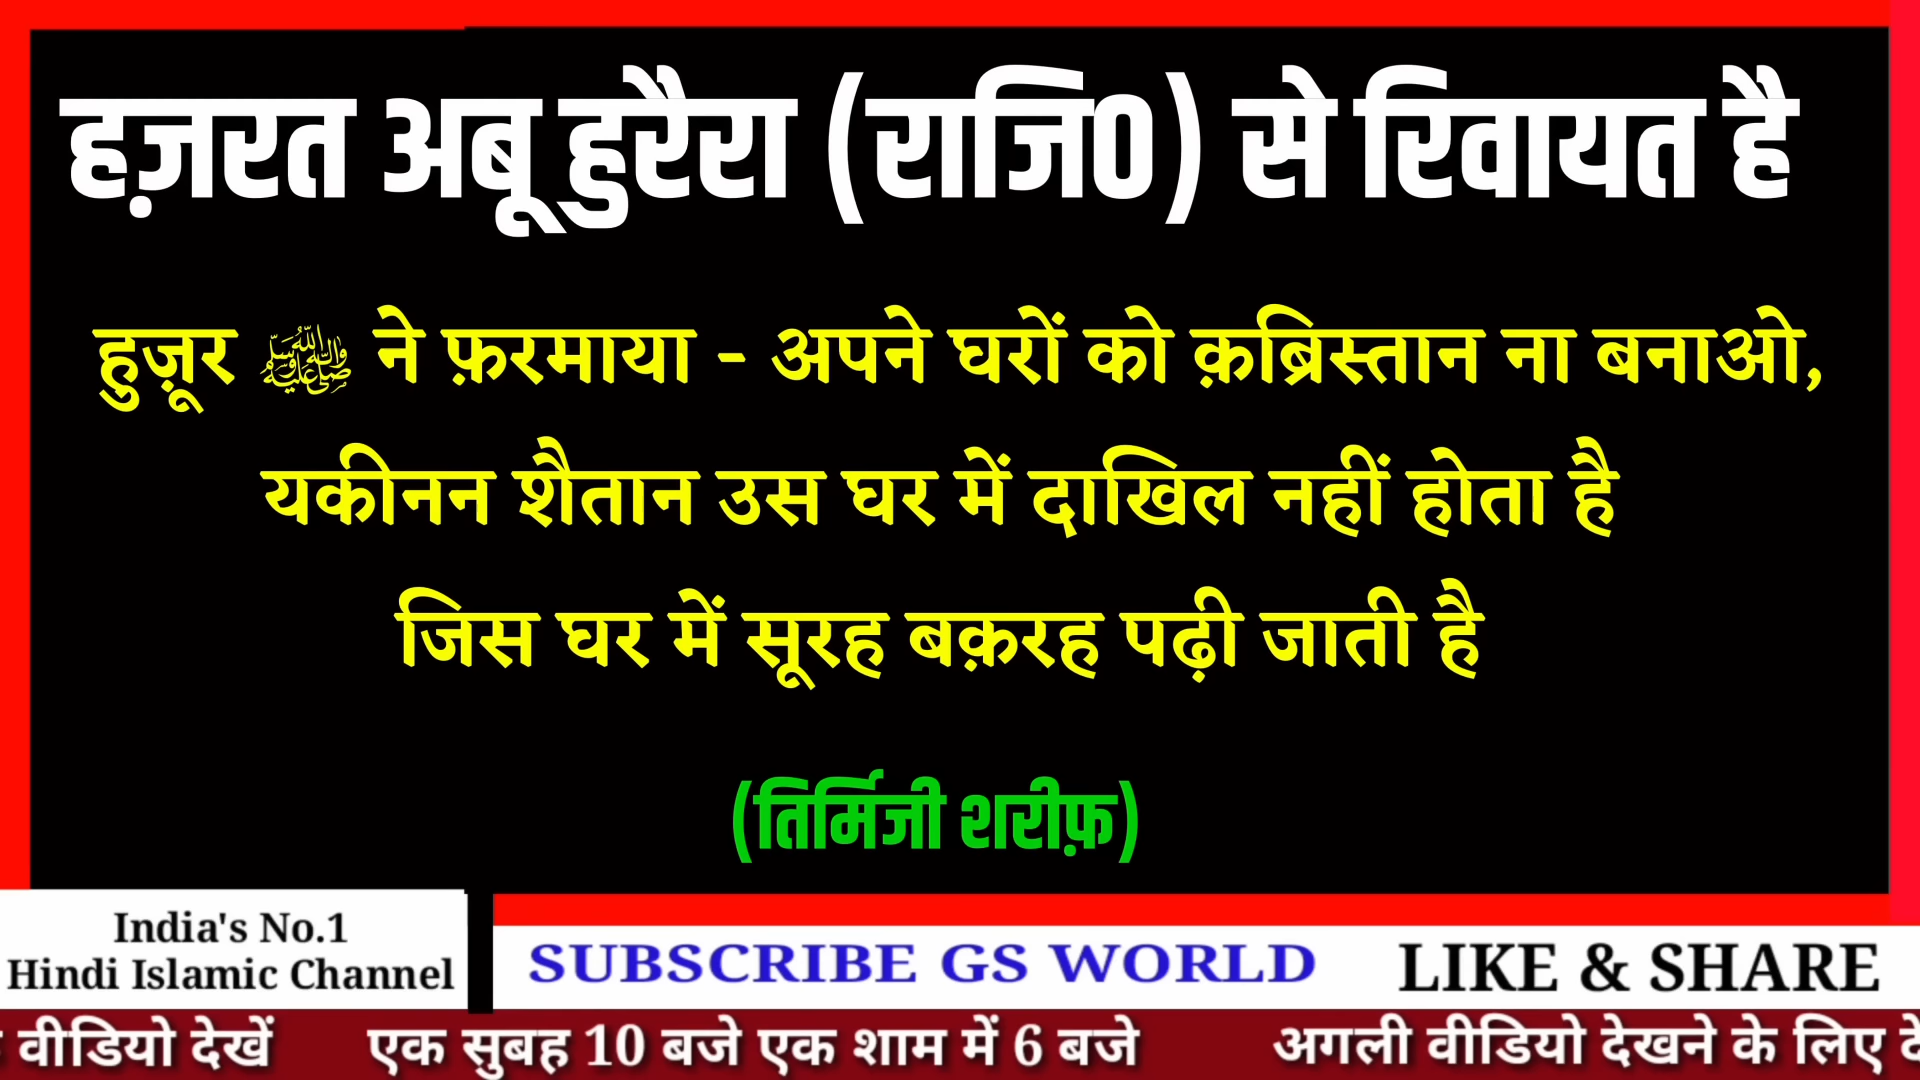 हज़रत अबू हुरैरा (राजि0) से रिवायत है
हुज़ूर ﷺ ने फ़रमाया - अपने घरों को क़ब्रिस्तान ना बनाओ,
यकीनन शैतान उस घर में दाखिल नहीं होता है
जिस घर में सूरह बक़रह पढ़ी जाती है
(तिर्मिजी शरीफ़)
India's No.1
Hindi Islamic Channel
SUBSCRIBE GS WORLD
LIKE & SHARE
वीडियो देखें एक सुबह 10 बजे एक शाम में 6 बजे अगली वीडियो देखने के लिए